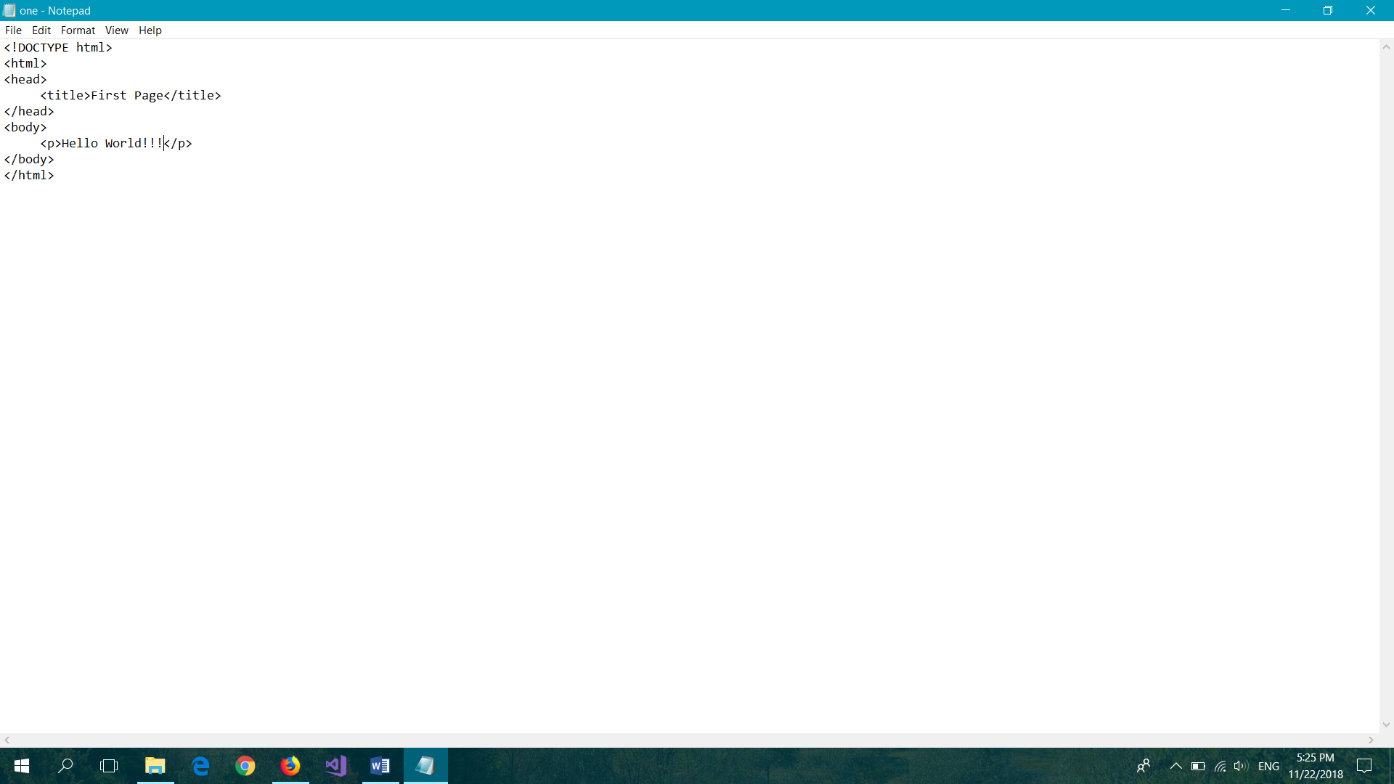 one - Notepad
File Edit Format View Help
<!DOCTYPE html>
<html>
<head>
     <title>First Page</title>
</head>
<body>
     <p>Hello World!!!</p>
</body>
</html>
ENG
5:25 PM
11/22/2018